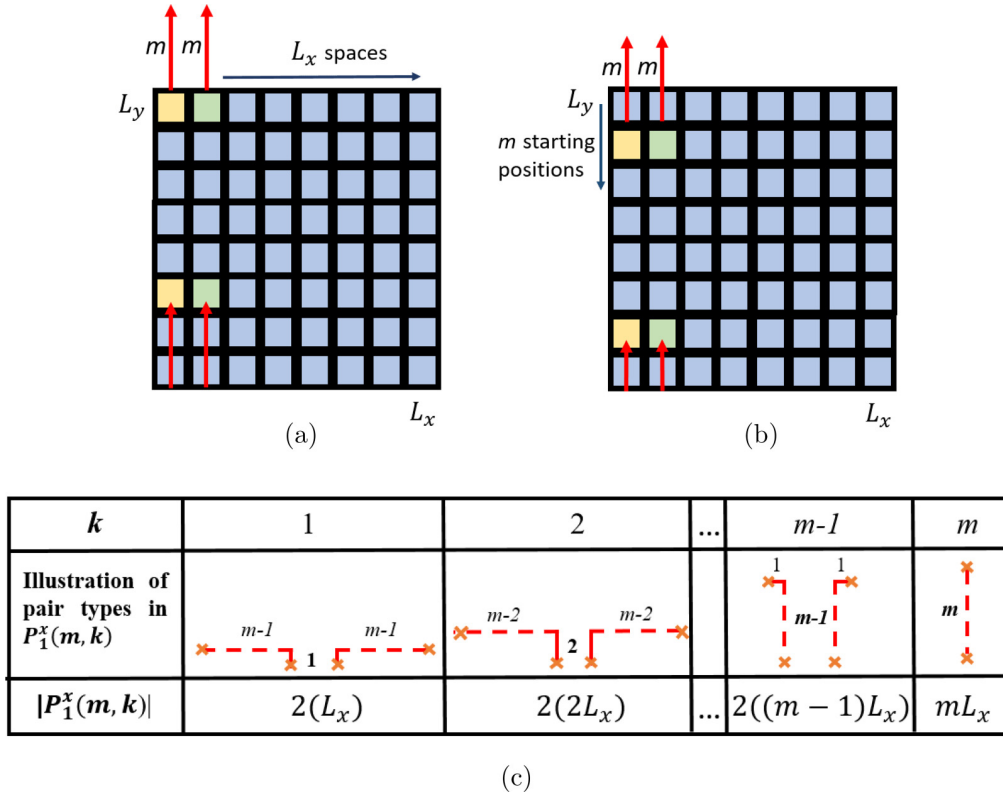 m m
L_x spaces
L_y
L_x
(a)
m m
L_y
m starting
positions
L_x
(b)
k 1 2 ... m-1 m
Illustration of
pair types in
P_1^x(m, k)
m-1 1 m-1
m-2 2 m-2
1 m-1 1
m
|P_1^x(m, k)| 2(L_x) 2(2L_x) ... 2((m − 1)L_x) mL_x
(c)